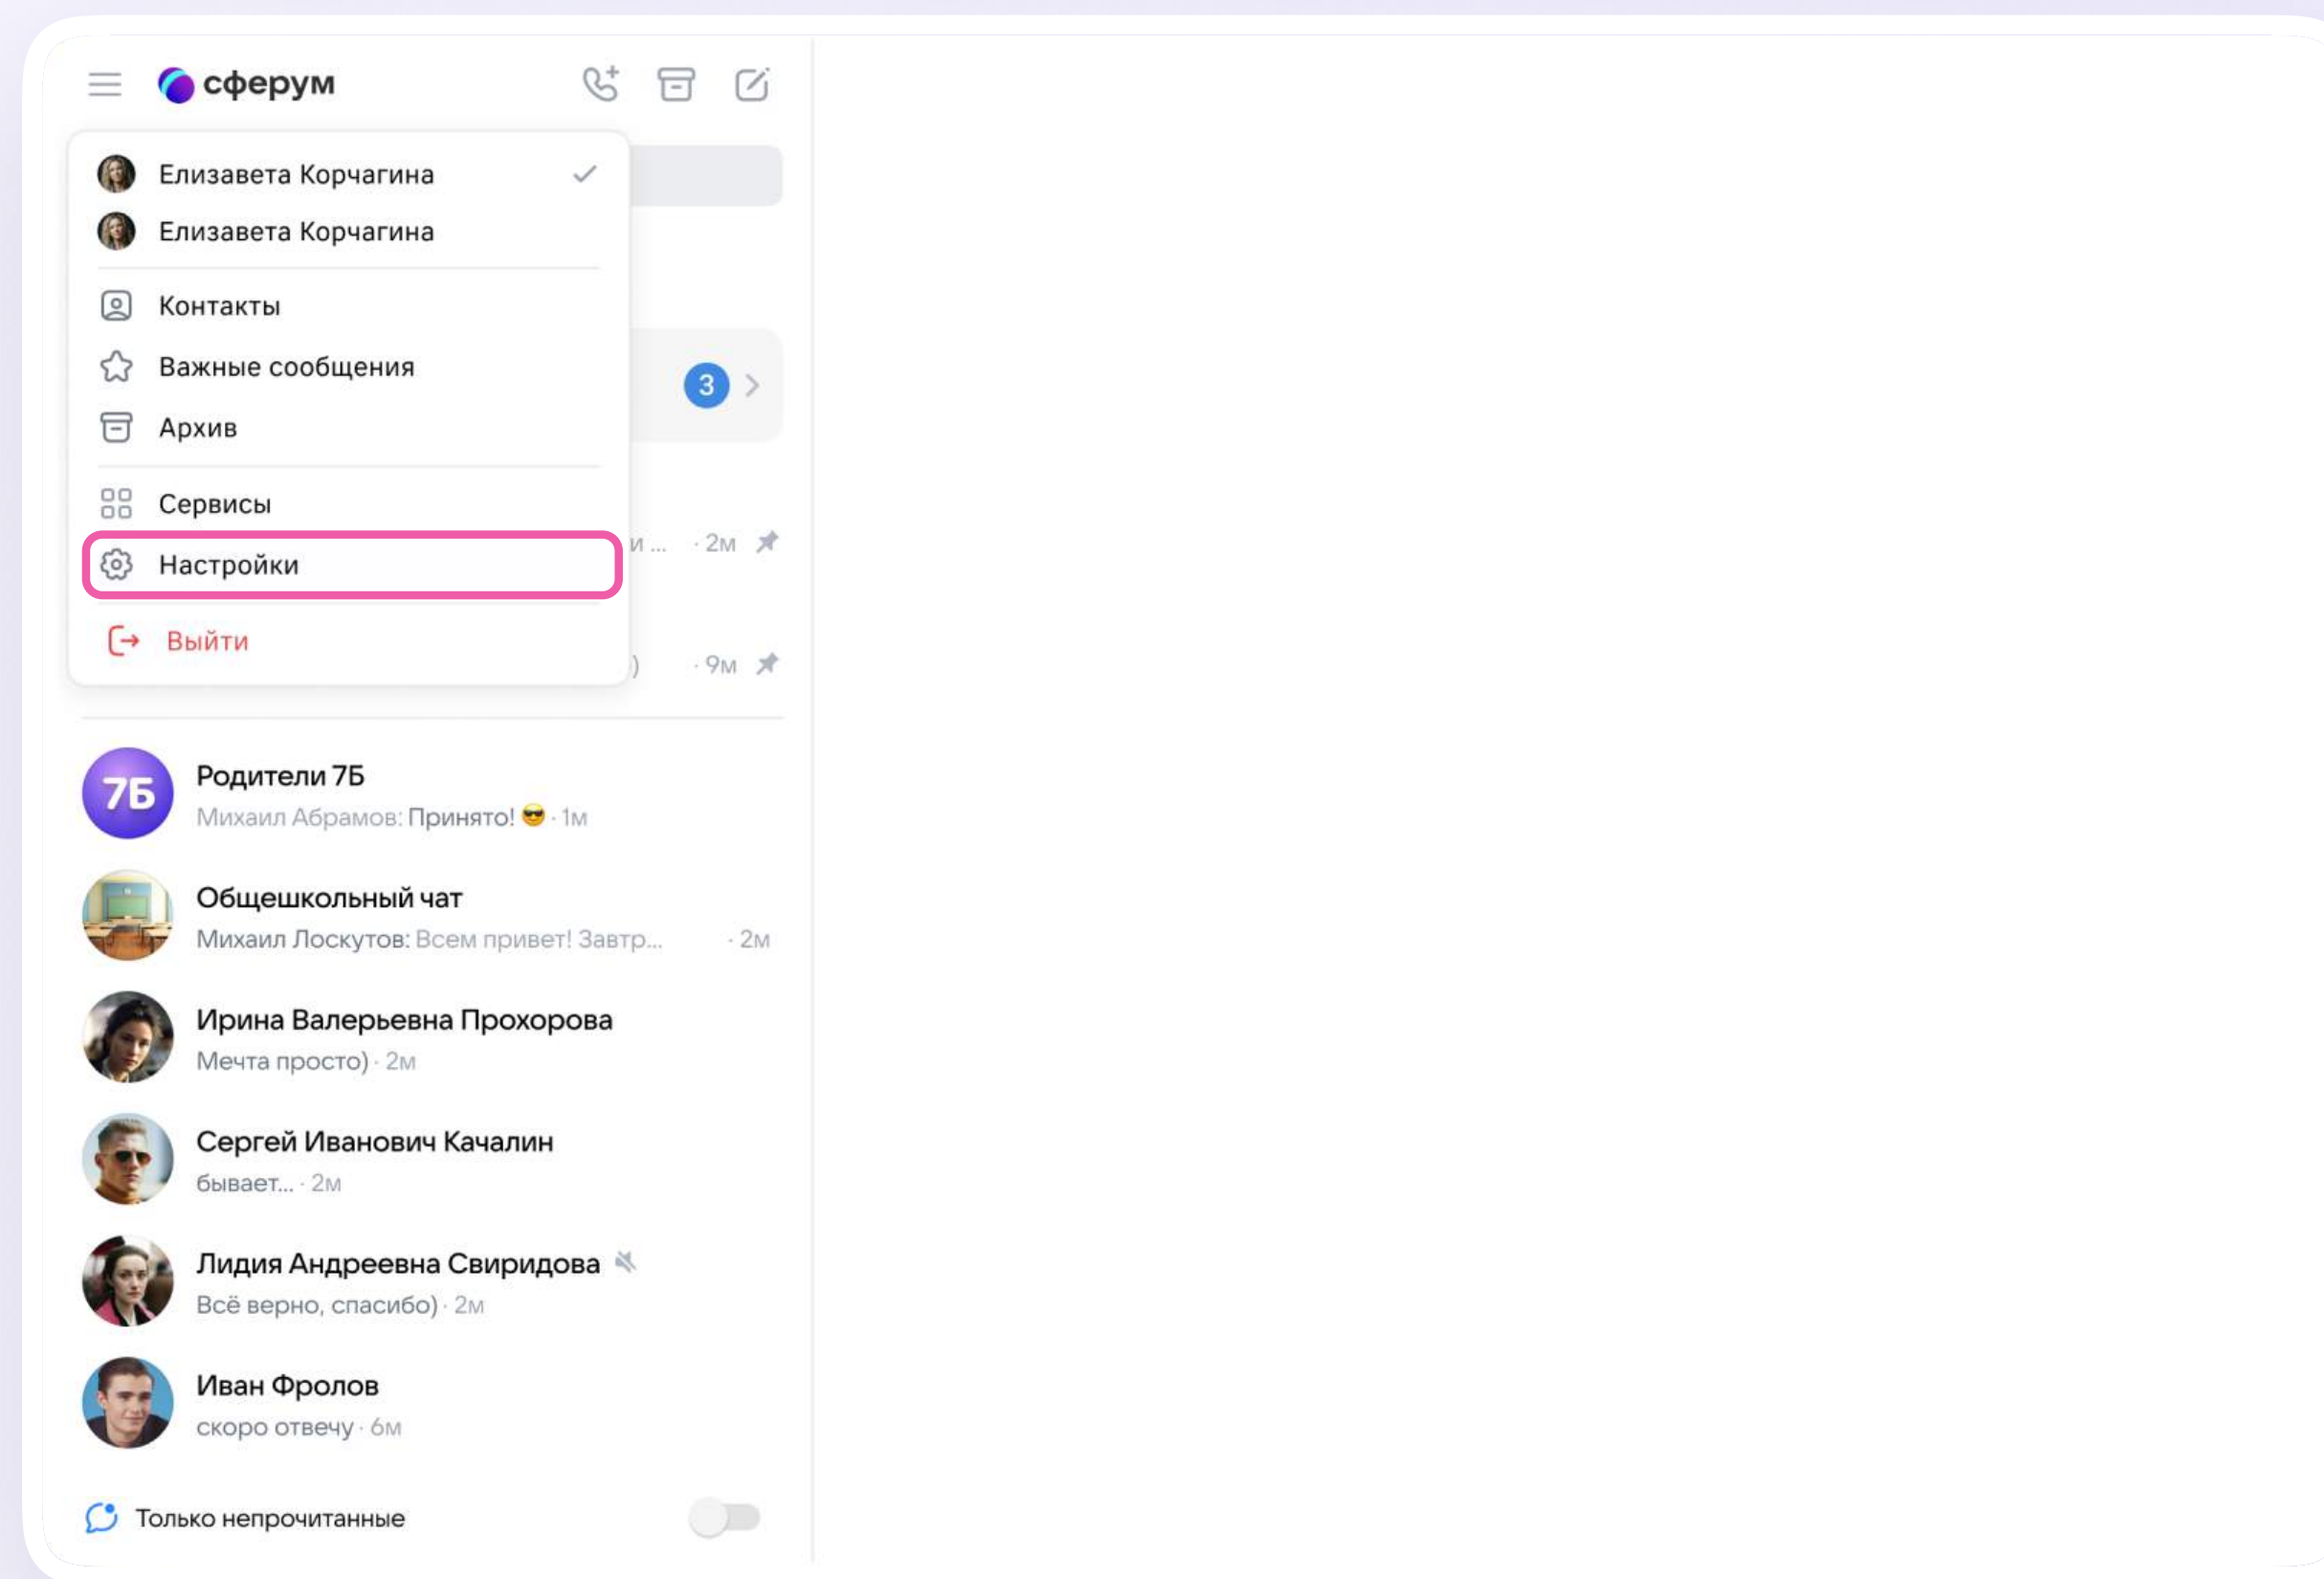 сферум
Елизавета Корчагина
Елизавета Корчагина
Контакты
Важные сообщения
3
Архив
Сервисы
и ... · 2м
Настройки
Выйти
) · 9м
7Б
Родители 7Б
Михаил Абрамов: Принято! 😎 · 1м
Общешкольный чат
Михаил Лоскутов: Всем привет! Завтр... · 2м
Ирина Валерьевна Прохорова
Мечта просто) · 2м
Сергей Иванович Качалин
бывает... · 2м
Лидия Андреевна Свиридова
Всё верно, спасибо) · 2м
Иван Фролов
скоро отвечу · 6м
Только непрочитанные